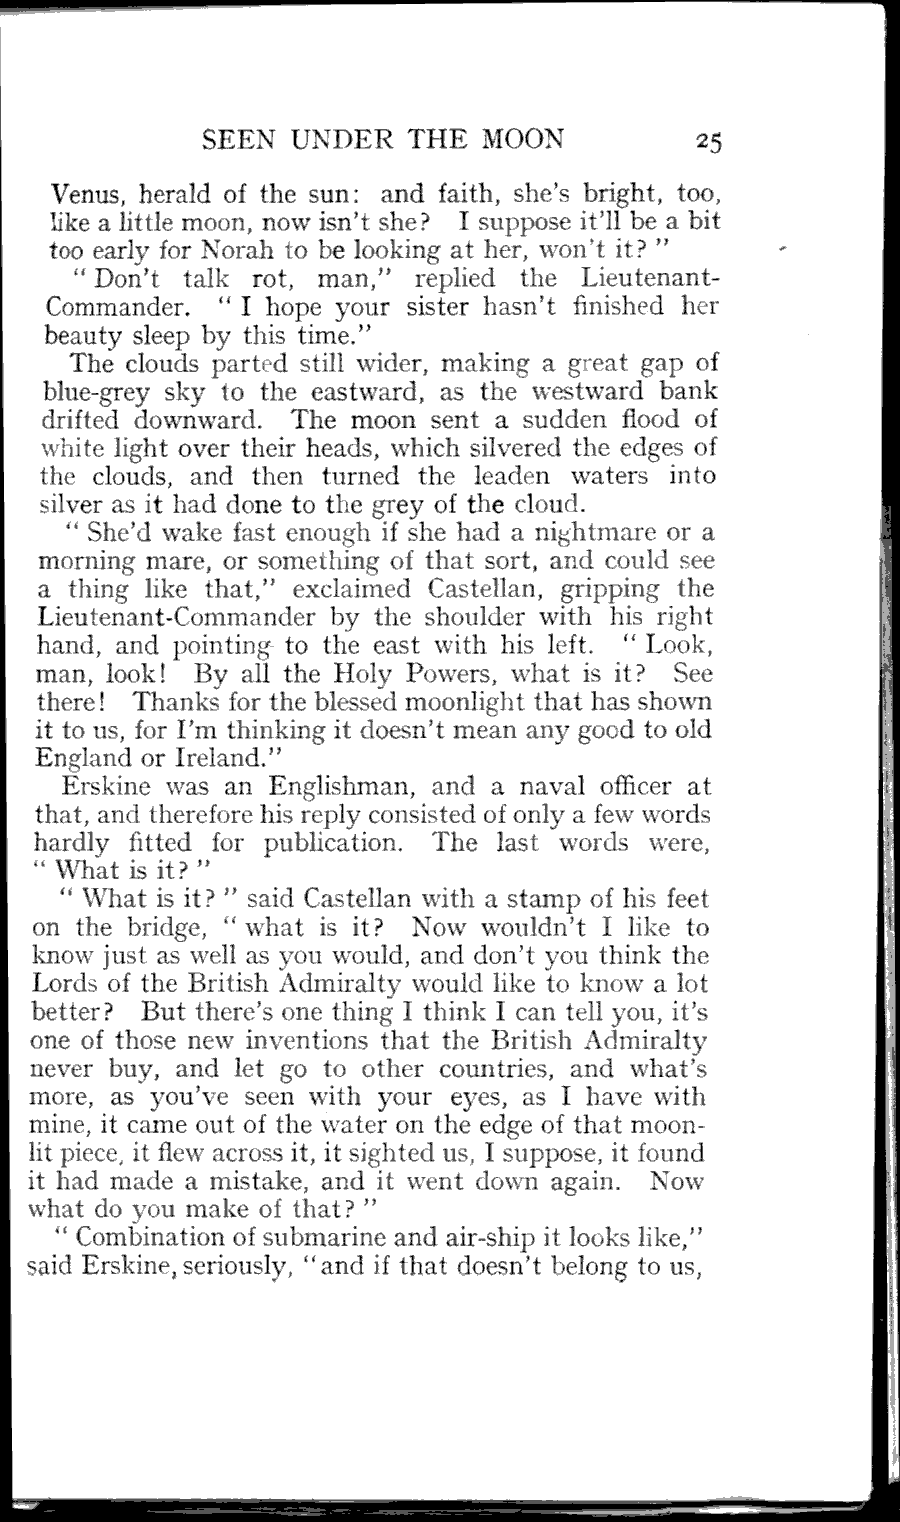 SEEN UNDER THE MOON 25
Venus, herald of the sun: and faith, she's bright, too,
like a little moon, now isn't she? I suppose it'll be a bit
too early for Norah to be looking at her, won't it? "
" Don't talk rot, man," replied the Lieutenant-
Commander. " I hope your sister hasn't finished her
beauty sleep by this time."
The clouds parted still wider, making a great gap of
blue-grey sky to the eastward, as the westward bank
drifted downward. The moon sent a sudden flood of
white light over their heads, which silvered the edges of
the clouds, and then turned the leaden waters into
silver as it had done to the grey of the cloud.
" She'd wake fast enough if she had a nightmare or a
morning mare, or something of that sort, and could see
a thing like that," exclaimed Castellan, gripping the
Lieutenant-Commander by the shoulder with his right
hand, and pointing to the east with his left. " Look,
man, look! By all the Holy Powers, what is it? See
there! Thanks for the blessed moonlight that has shown
it to us, for I'm thinking it doesn't mean any good to old
England or Ireland."
Erskine was an Englishman, and a naval officer at
that, and therefore his reply consisted of only a few words
hardly fitted for publication. The last words were,
" What is it? "
" What is it? " said Castellan with a stamp of his feet
on the bridge, " what is it? Now wouldn't I like to
know just as well as you would, and don't you think the
Lords of the British Admiralty would like to know a lot
better? But there's one thing I think I can tell you, it's
one of those new inventions that the British Admiralty
never buy, and let go to other countries, and what's
more, as you've seen with your eyes, as I have with
mine, it came out of the water on the edge of that moon-
lit piece, it flew across it, it sighted us, I suppose, it found
it had made a mistake, and it went down again. Now
what do you make of that? "
" Combination of submarine and air-ship it looks like,"
said Erskine, seriously, "and if that doesn't belong to us,